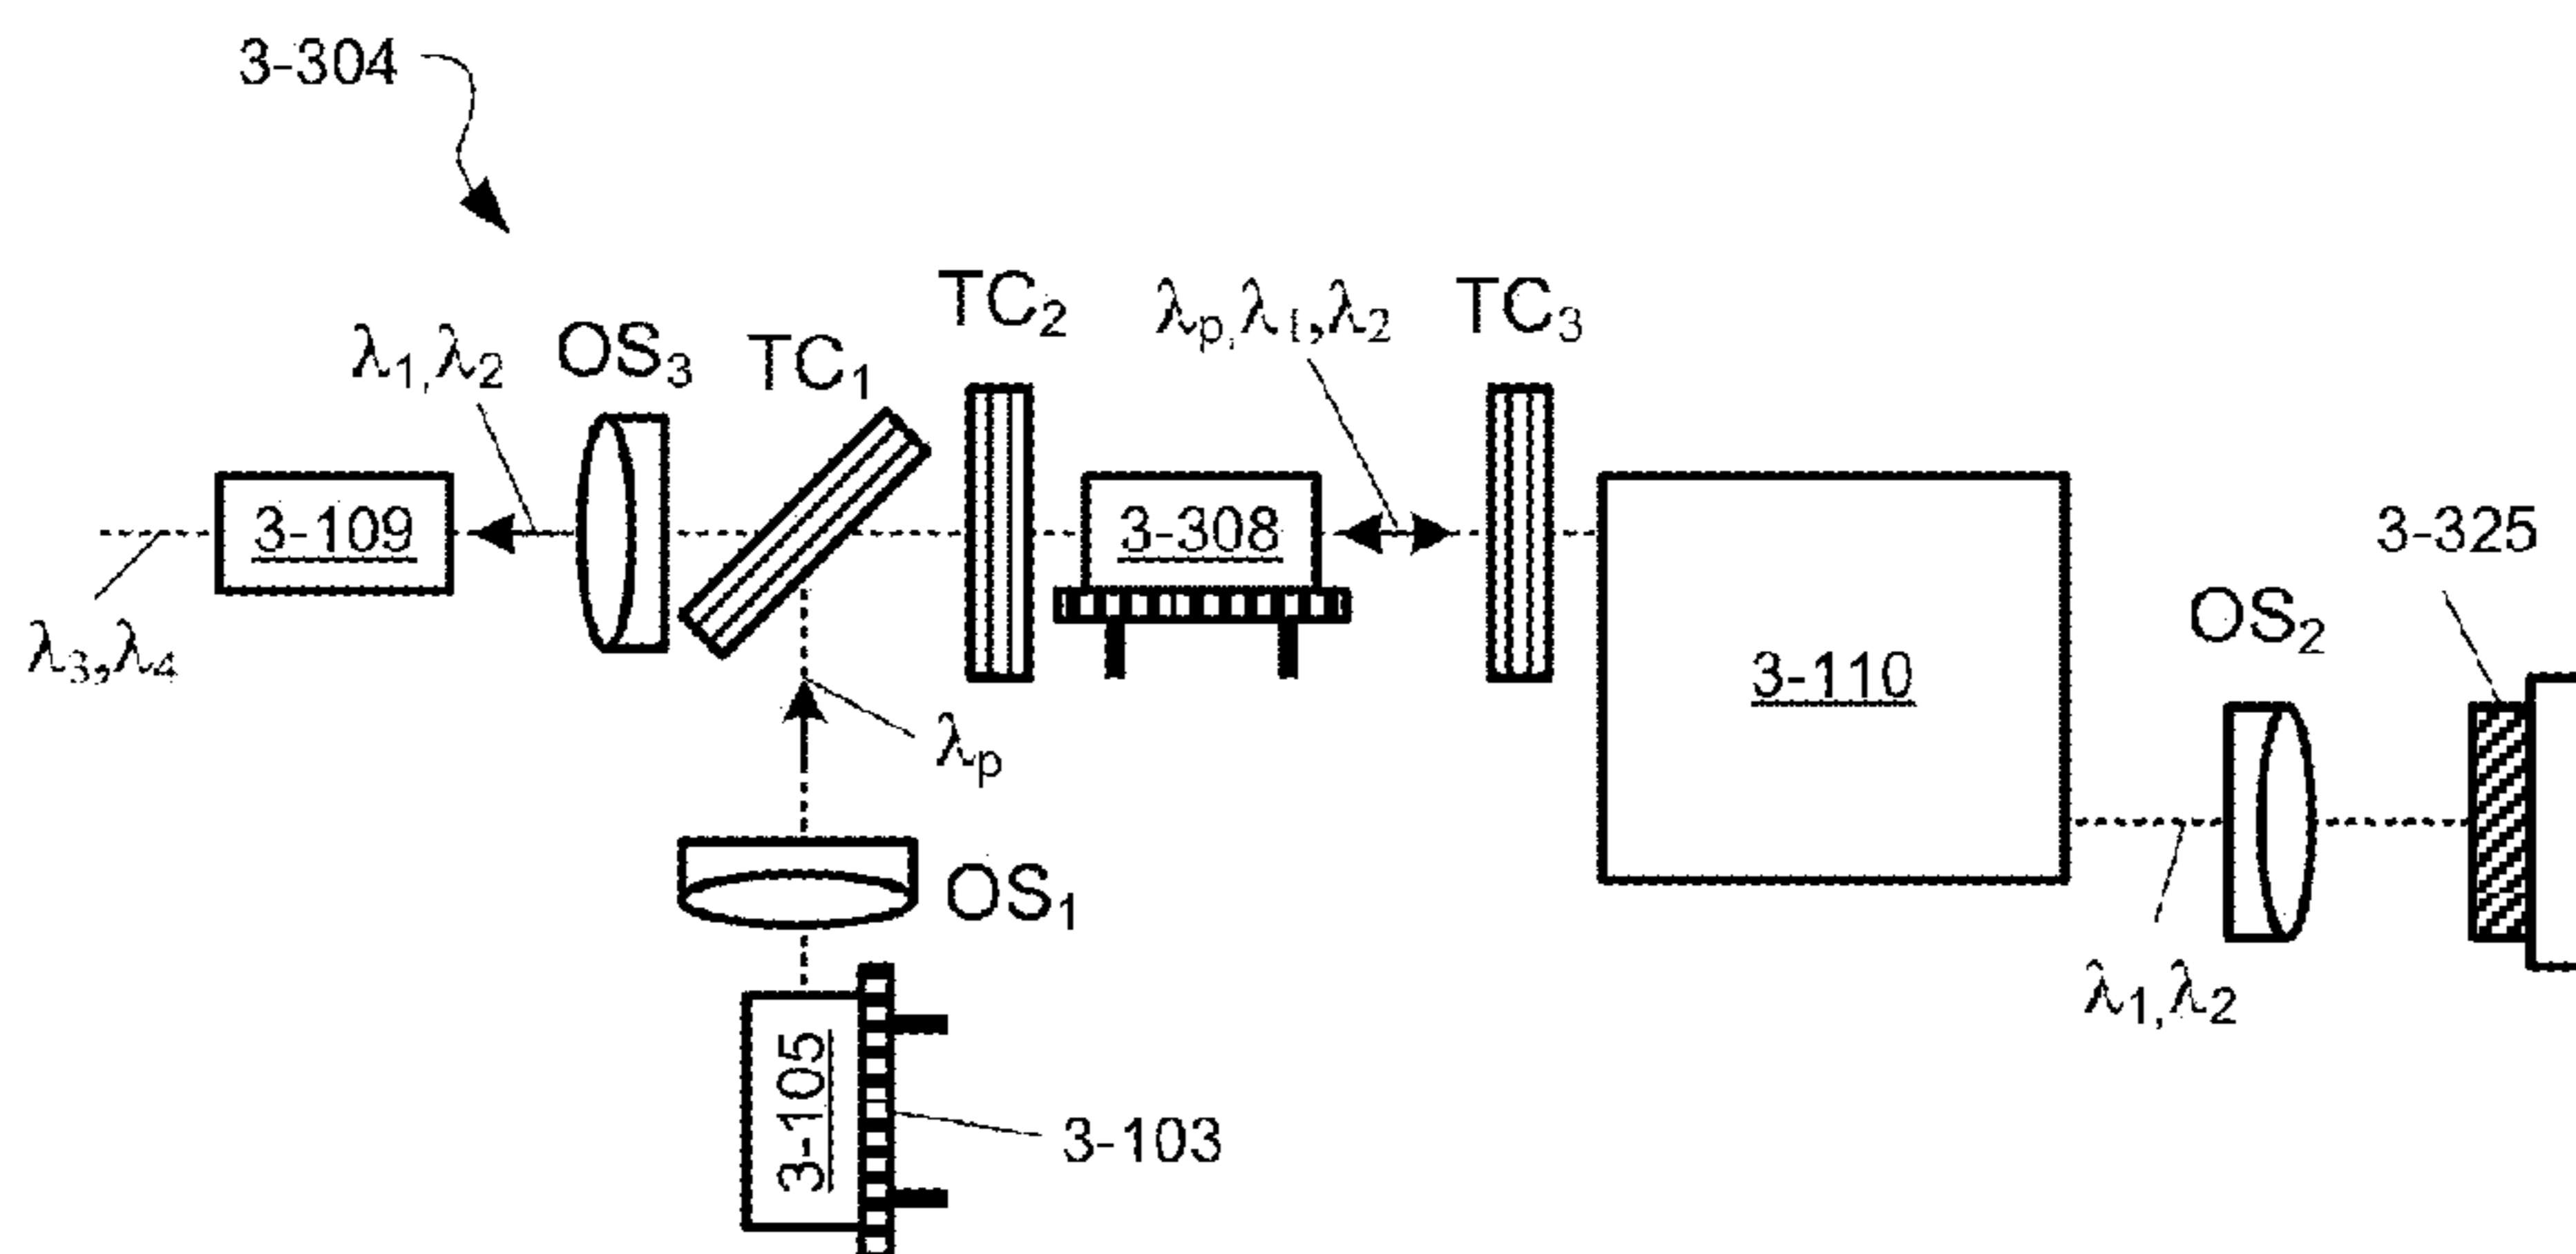 3-304
TC₂
λp,λ1,λ2
TC₃
λ1,λ2
OS₃
TC₁
3-109
3-308
3-325
λ3,λ4
OS₂
3-110
λp
OS₁
λ1,λ2
3-105
3-103